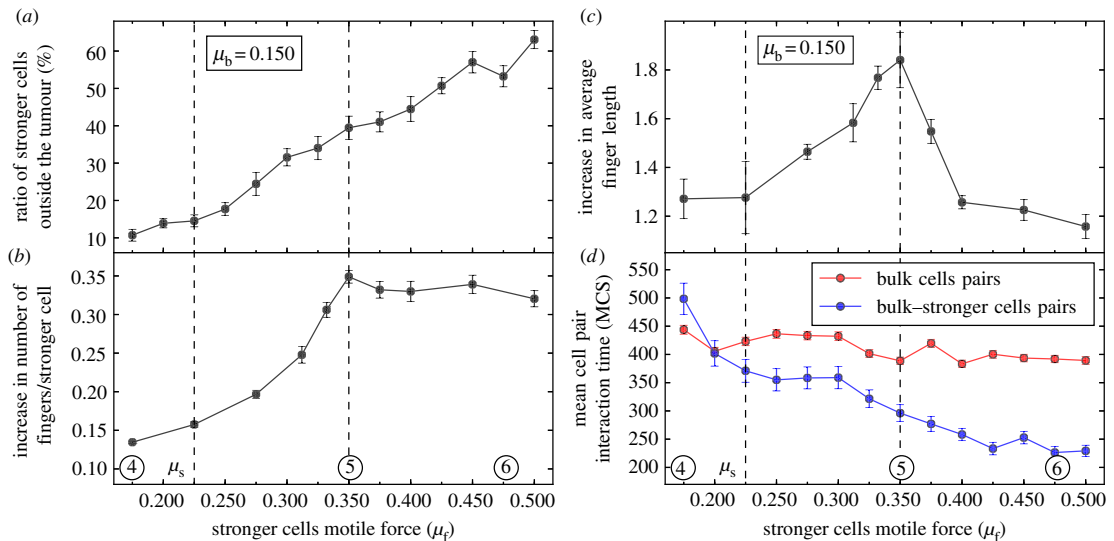 (a)
ratio of stronger cells
outside the tumour (%)
60
50
40
30
20
10
μb = 0.150
(b)
increase in number of
fingers/stronger cell
0.35
0.30
0.25
0.20
0.15
0.10
4
μs
5
6
0.200 0.250 0.300 0.350 0.400 0.450 0.500
stronger cells motile force (μf)
(c)
increase in average
finger length
1.8
1.6
1.4
1.2
μb = 0.150
(d)
mean cell pair
interaction time (MCS)
550
500
450
400
350
300
250
200
bulk cells pairs
bulk–stronger cells pairs
4
μs
5
6
0.200 0.250 0.300 0.350 0.400 0.450 0.500
stronger cells motile force (μf)